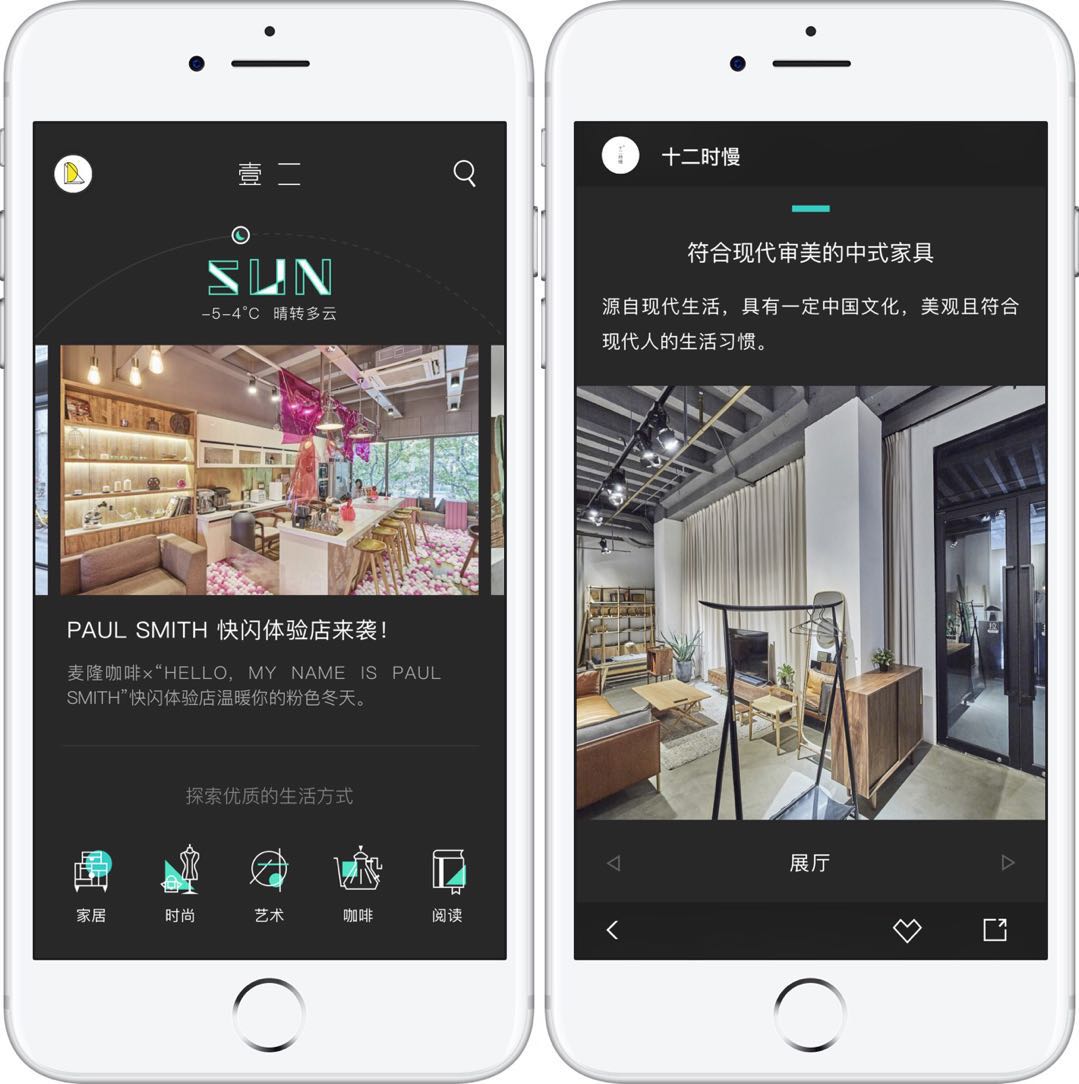 壹 二
SUN
-5-4°C 晴转多云
PAUL SMITH 快闪体验店来袭!
麦隆咖啡×“HELLO, MY NAME IS PAUL
SMITH”快闪体验店温暖你的粉色冬天。
探索优质的生活方式
家居 时尚 艺术 咖啡 阅读
十二时慢
十二时慢
符合现代审美的中式家具
源自现代生活，具有一定中国文化，美观且符合
现代人的生活习惯。
展厅